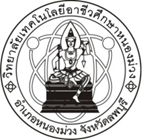 วิทยาลัยเทคโนโลยีอาชีวศึกษาหนองม่วง
อำเภอหนองม่วง จังหวัดลพบุรี